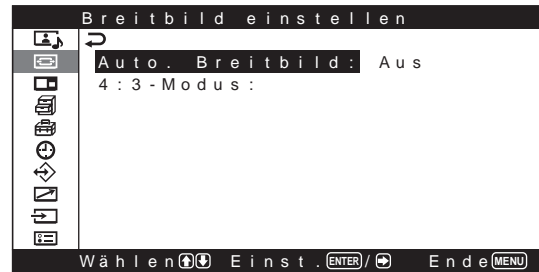 Breitbild einstellen
Auto. Breitbild: Aus
4:3-Modus:
Wählen Einst. ENTER / Ende MENU